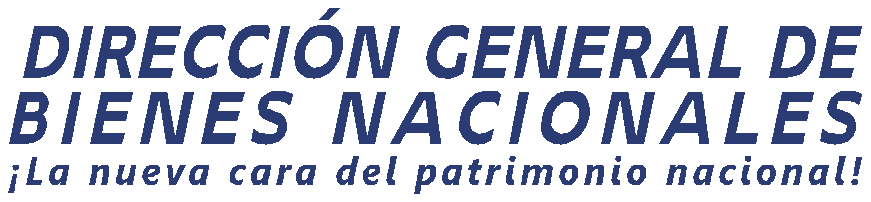 DIRECCIÓN GENERAL DE
BIENES NACIONALES
¡La nueva cara del patrimonio nacional!